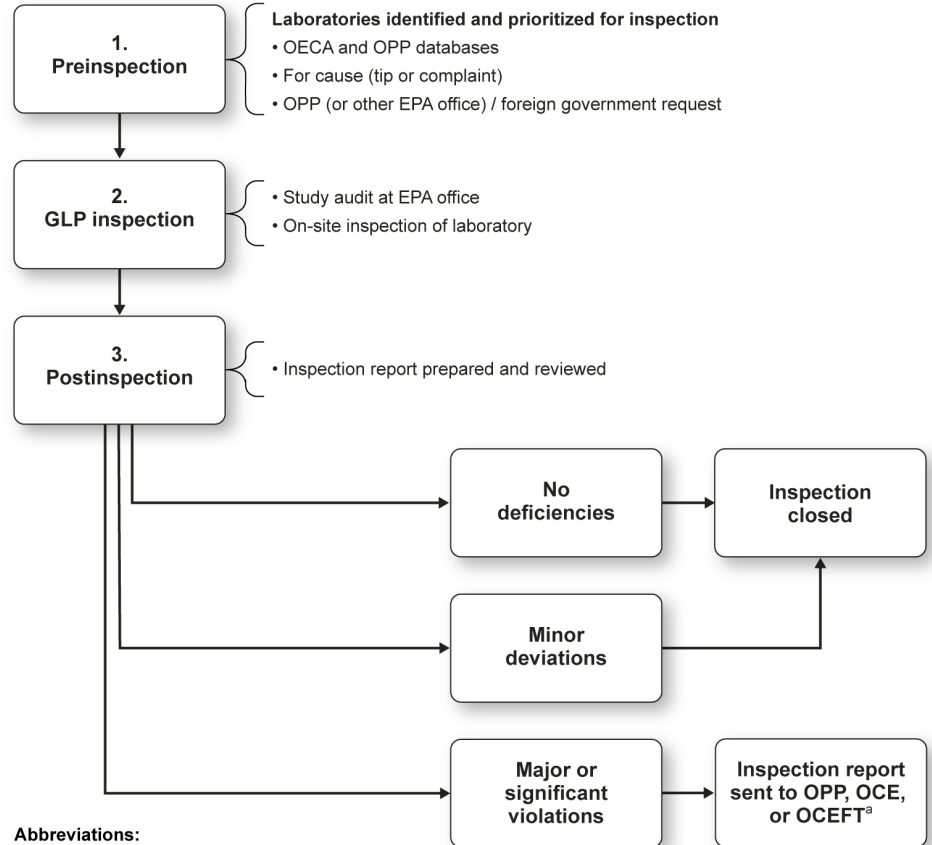 1.
Preinspection
Laboratories identified and prioritized for inspection
• OECA and OPP databases
• For cause (tip or complaint)
• OPP (or other EPA office) / foreign government request
2.
GLP inspection
• Study audit at EPA office
• On-site inspection of laboratory
3.
Postinspection
• Inspection report prepared and reviewed
No
deficiencies
Inspection
closed
Minor
deviations
Major or
significant
violations
Inspection report
sent to OPP, OCE,
or OCEFTᵃ
Abbreviations: